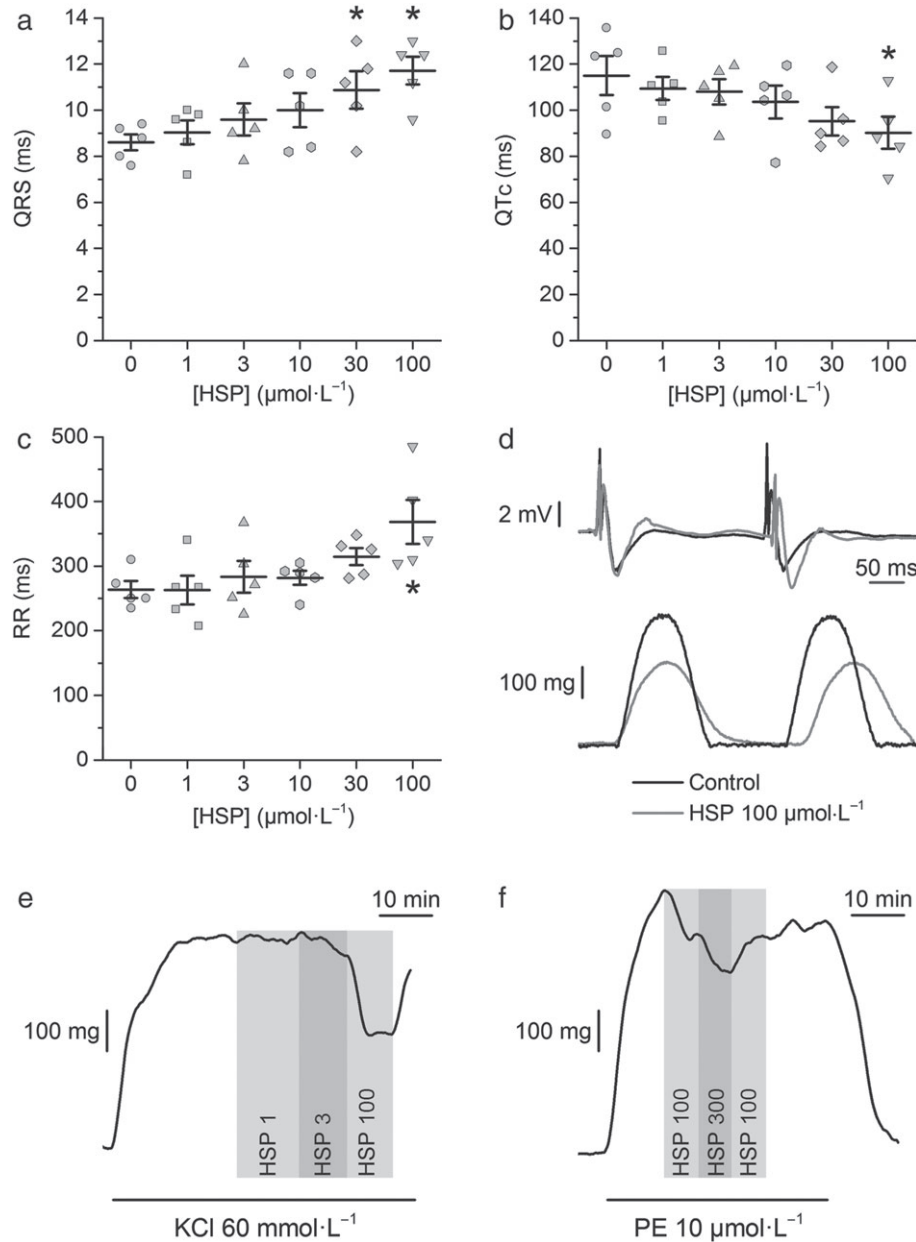 a
b
*
*
*
14
12
10
8
6
4
2
0
QRS (ms)
0 1 3 10 30 100
[HSP] (µmol·L⁻¹)
140
120
100
80
60
40
20
0
QTc (ms)
0 1 3 10 30 100
[HSP] (µmol·L⁻¹)
c
500
400
300
200
100
0
RR (ms)
*
0 1 3 10 30 100
[HSP] (µmol·L⁻¹)
d
2 mV
50 ms
100 mg
Control
HSP 100 µmol·L⁻¹
e
10 min
100 mg
HSP 1
HSP 3
HSP 100
KCl 60 mmol·L⁻¹
f
10 min
100 mg
HSP 100
HSP 300
HSP 100
PE 10 µmol·L⁻¹